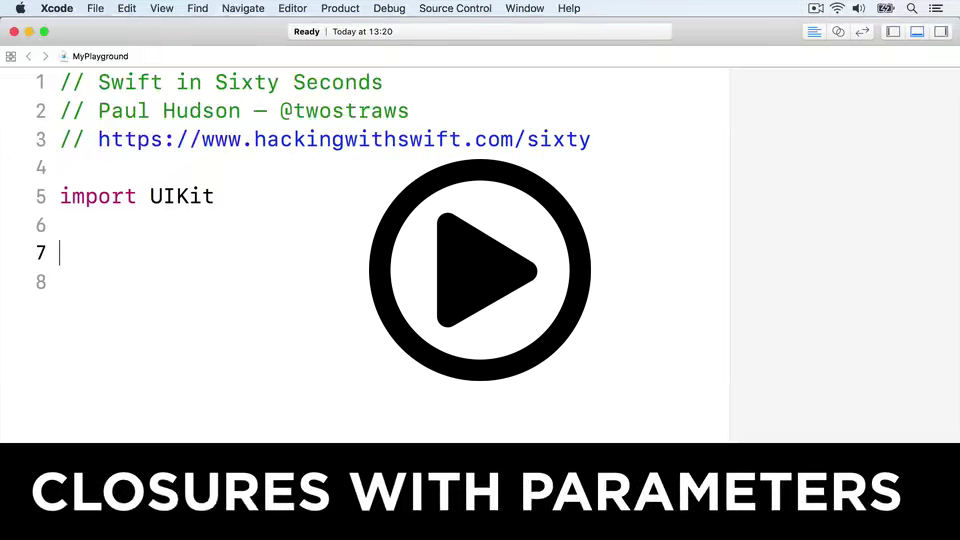 Xcode File Edit View Find Navigate Editor Product Debug Source Control Window Help
Ready | Today at 13:20
MyPlayground
1 // Swift in Sixty Seconds
2 // Paul Hudson — @twostraws
3 // https://www.hackingwithswift.com/sixty
4
5 import UIKit
6
7
8
CLOSURES WITH PARAMETERS